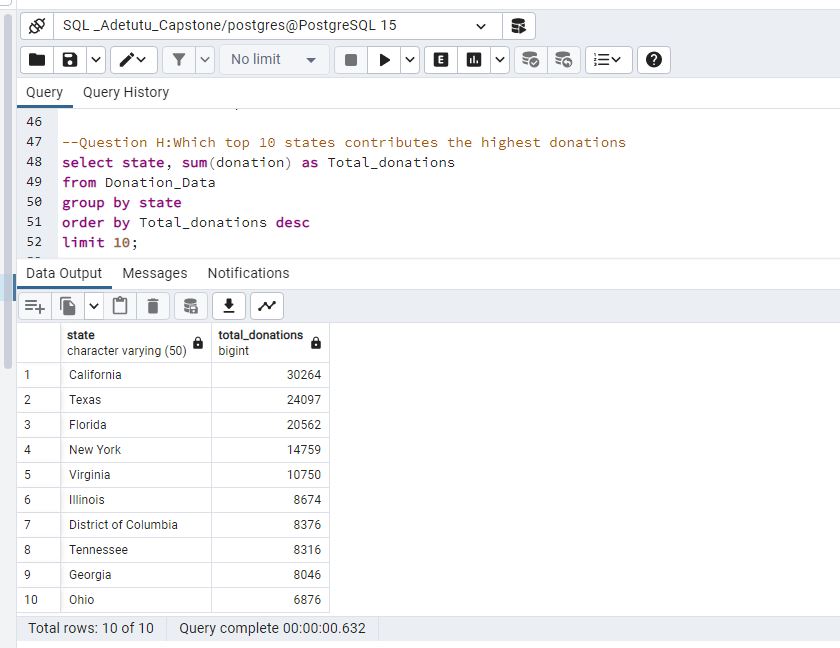 SQL _Adetutu_Capstone/postgres@PostgreSQL 15
No limit
E
Query Query History
46
47 --Question H:Which top 10 states contributes the highest donations
48 select state, sum(donation) as Total_donations
49 from Donation_Data
50 group by state
51 order by Total_donations desc
52 limit 10;
Data Output Messages Notifications
state total_donations
character varying (50) bigint
1 California 30264
2 Texas 24097
3 Florida 20562
4 New York 14759
5 Virginia 10750
6 Illinois 8674
7 District of Columbia 8376
8 Tennessee 8316
9 Georgia 8046
10 Ohio 6876
Total rows: 10 of 10 Query complete 00:00:00.632